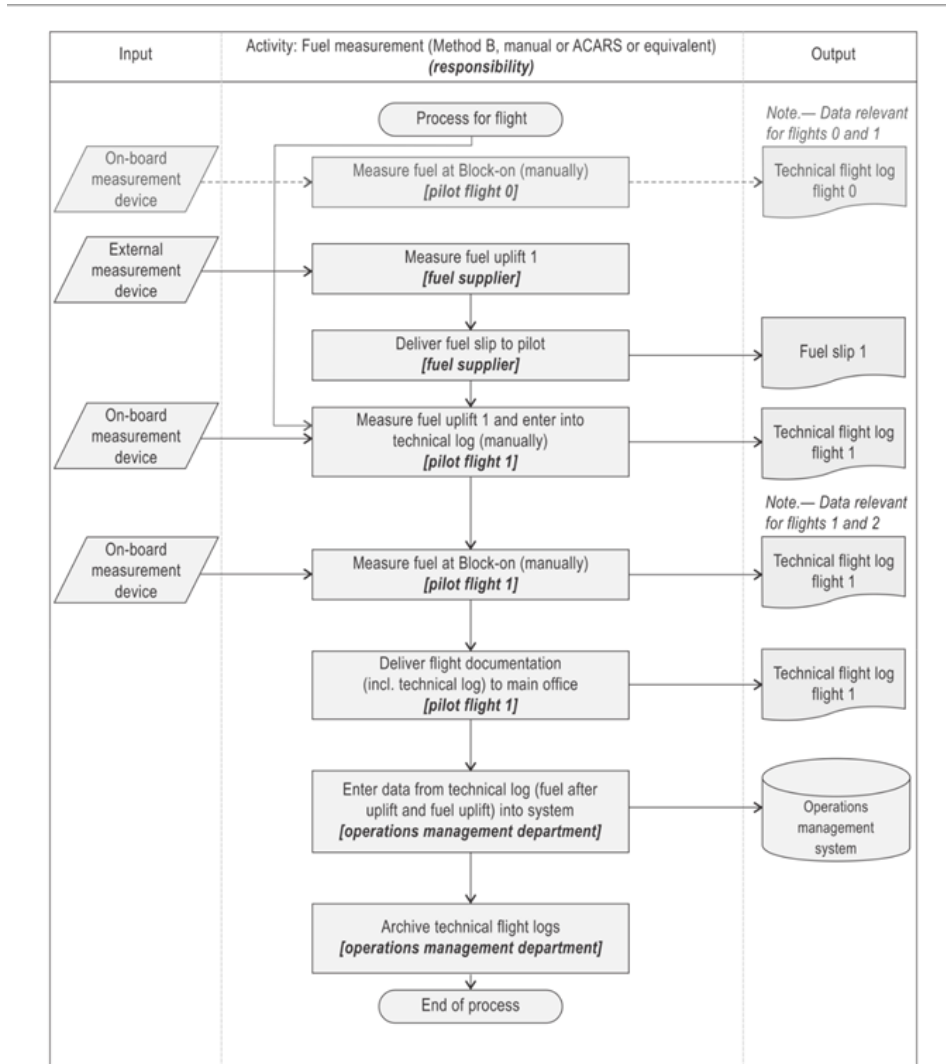 Input
Activity: Fuel measurement (Method B, manual or ACARS or equivalent)
(responsibility)
Output
Process for flight
Note.— Data relevant
for flights 0 and 1
On-board
measurement
device
Measure fuel at Block-on (manually)
[pilot flight 0]
Technical flight log
flight 0
External
measurement
device
Measure fuel uplift 1
[fuel supplier]
Deliver fuel slip to pilot
[fuel supplier]
Fuel slip 1
On-board
measurement
device
Measure fuel uplift 1 and enter into
technical log (manually)
[pilot flight 1]
Technical flight log
flight 1
Note.— Data relevant
for flights 1 and 2
On-board
measurement
device
Measure fuel at Block-on (manually)
[pilot flight 1]
Technical flight log
flight 1
Deliver flight documentation
(incl. technical log) to main office
[pilot flight 1]
Technical flight log
flight 1
Enter data from technical log (fuel after
uplift and fuel uplift) into system
[operations management department]
Operations
management
system
Archive technical flight logs
[operations management department]
End of process